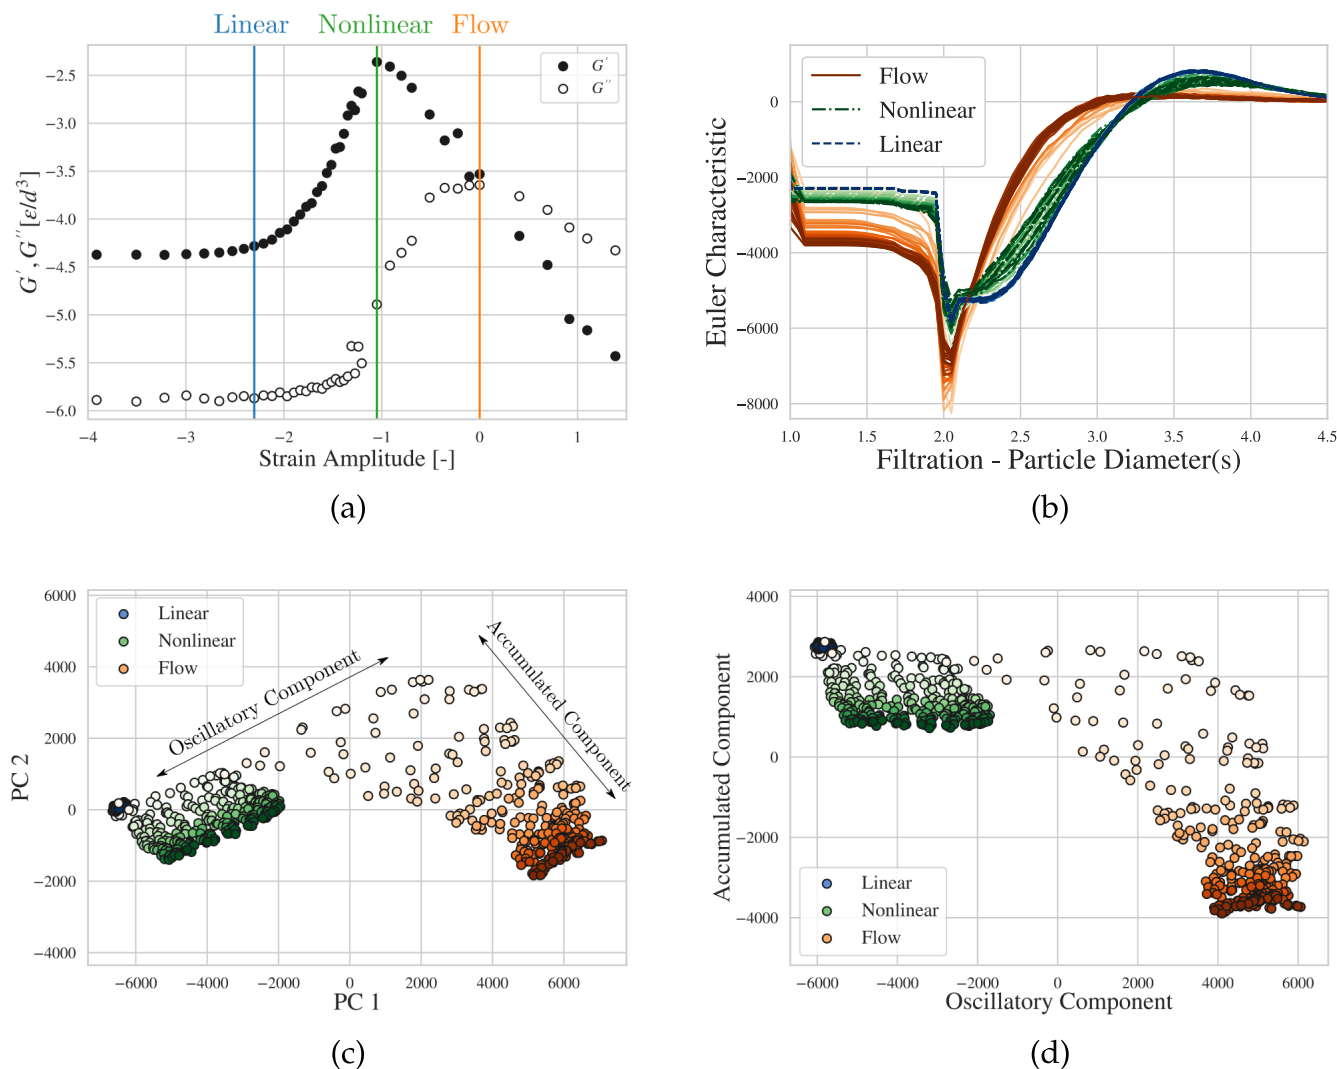 Linear Nonlinear Flow
G′
G′′
−2.5
−3.0
−3.5
−4.0
−4.5
−5.0
−5.5
−6.0
G′, G′′[ε/d³]
−4 −3 −2 −1 0 1
Strain Amplitude [-]
(a)
Flow
Nonlinear
Linear
0
−2000
−4000
−6000
−8000
Euler Characteristic
1.0 1.5 2.0 2.5 3.0 3.5 4.0 4.5
Filtration - Particle Diameter(s)
(b)
Linear
Nonlinear
Flow
Oscillatory Component
Accumulated Component
6000
4000
2000
0
−2000
−4000
PC 2
−6000 −4000 −2000 0 2000 4000 6000
PC 1
(c)
4000
2000
0
−2000
−4000
Accumulated Component
Linear
Nonlinear
Flow
−6000 −4000 −2000 0 2000 4000 6000
Oscillatory Component
(d)